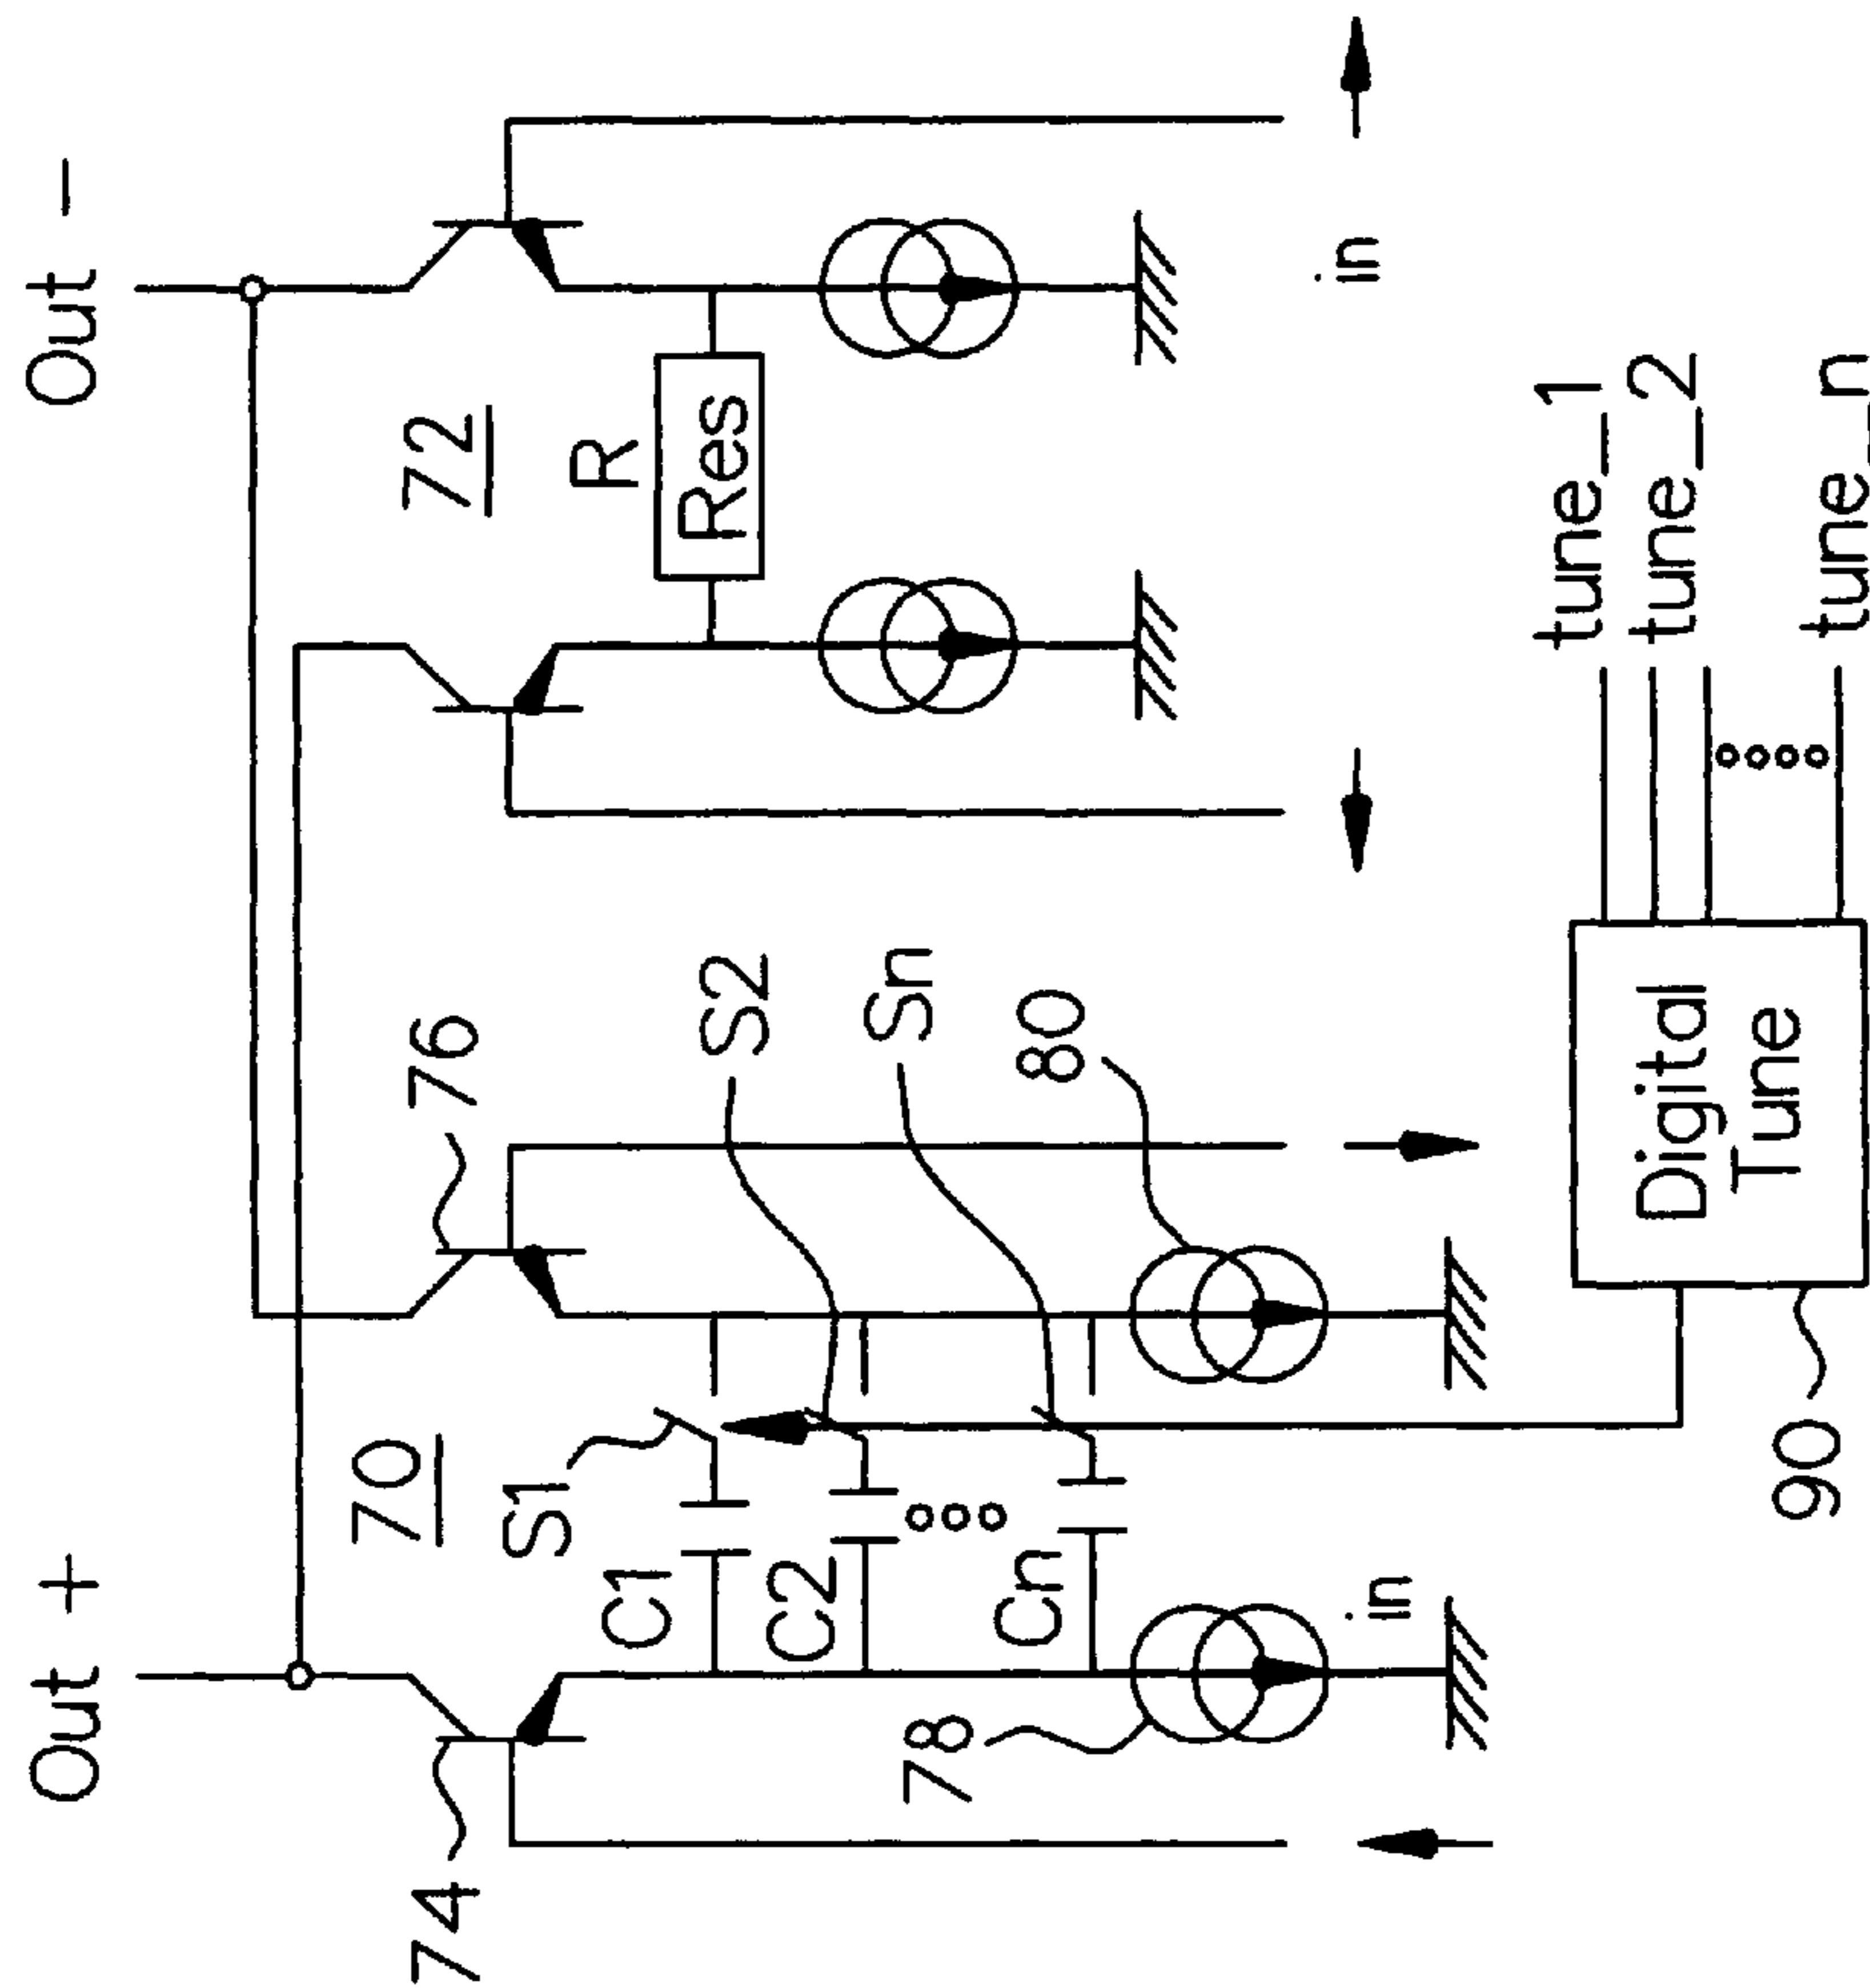 Out +
Out —
74
70
76
72
S1
S2
R
Res
C1
C2
Sn
Cn
78
80
in
in
Digital
Tune
tune_1
tune_2
tune_n
90